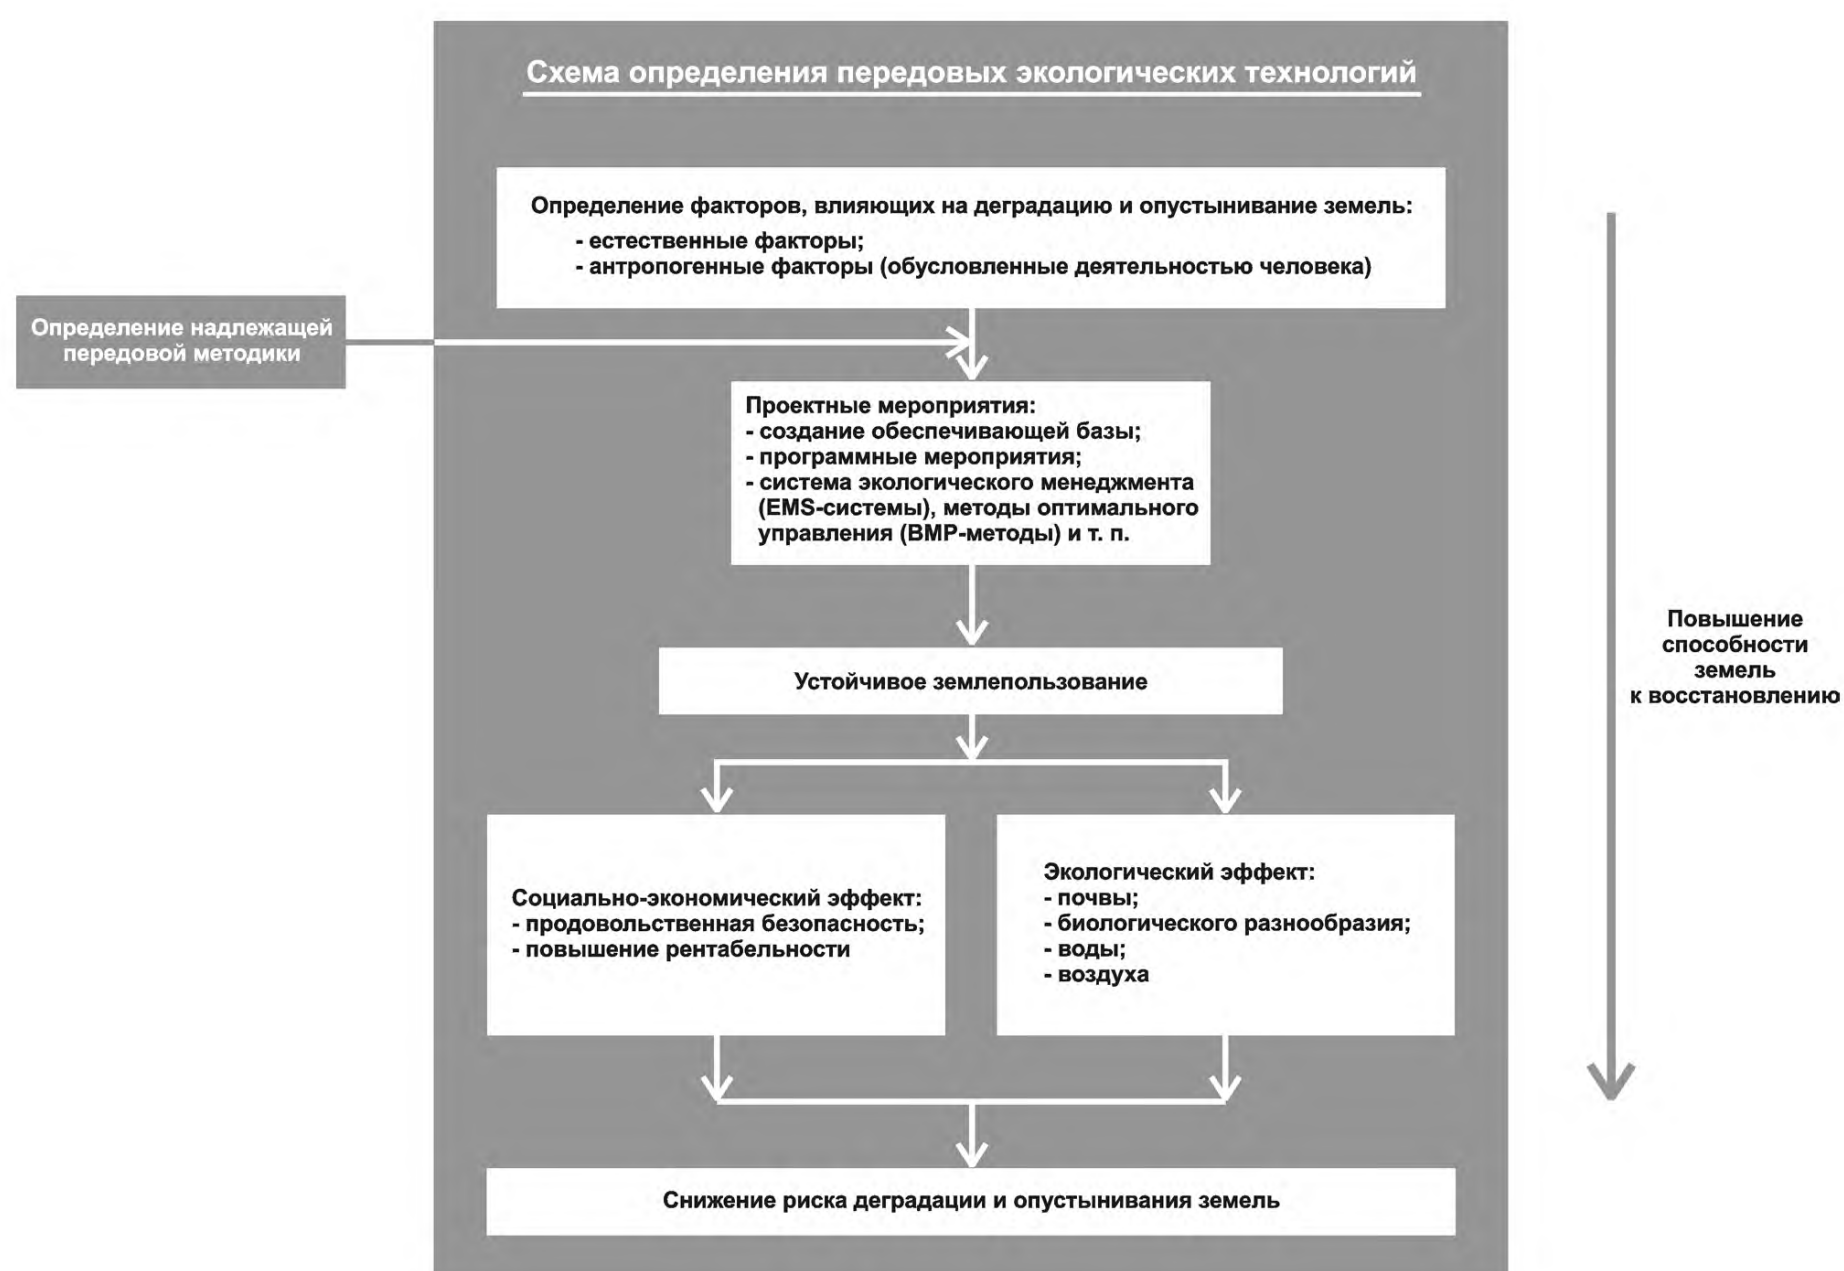 Схема определения передовых экологических технологий
Определение факторов, влияющих на деградацию и опустынивание земель:
- естественные факторы;
- антропогенные факторы (обусловленные деятельностью человека)
Определение надлежащей
передовой методики
Проектные мероприятия:
- создание обеспечивающей базы;
- программные мероприятия;
- система экологического менеджмента
(EMS-системы), методы оптимального
управления (BMP-методы) и т. п.
Устойчивое землепользование
Повышение
способности
земель
к восстановлению
Социально-экономический эффект:
- продовольственная безопасность;
- повышение рентабельности
Экологический эффект:
- почвы;
- биологического разнообразия;
- воды;
- воздуха
Снижение риска деградации и опустынивания земель